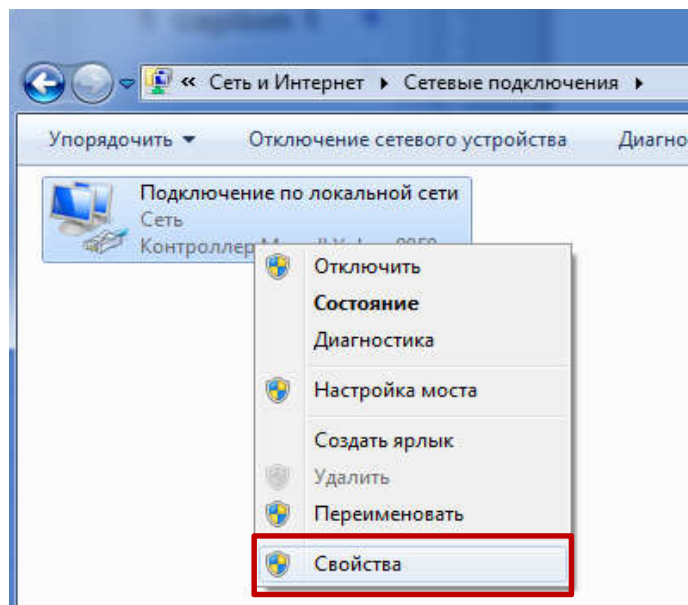 « Сеть и Интернет ▸ Сетевые подключения ▸
Упорядочить ▾ Отключение сетевого устройства Диагно
Подключение по локальной сети
Сеть
Контроллер
Отключить
Состояние
Диагностика
Настройка моста
Создать ярлык
Удалить
Переименовать
Свойства